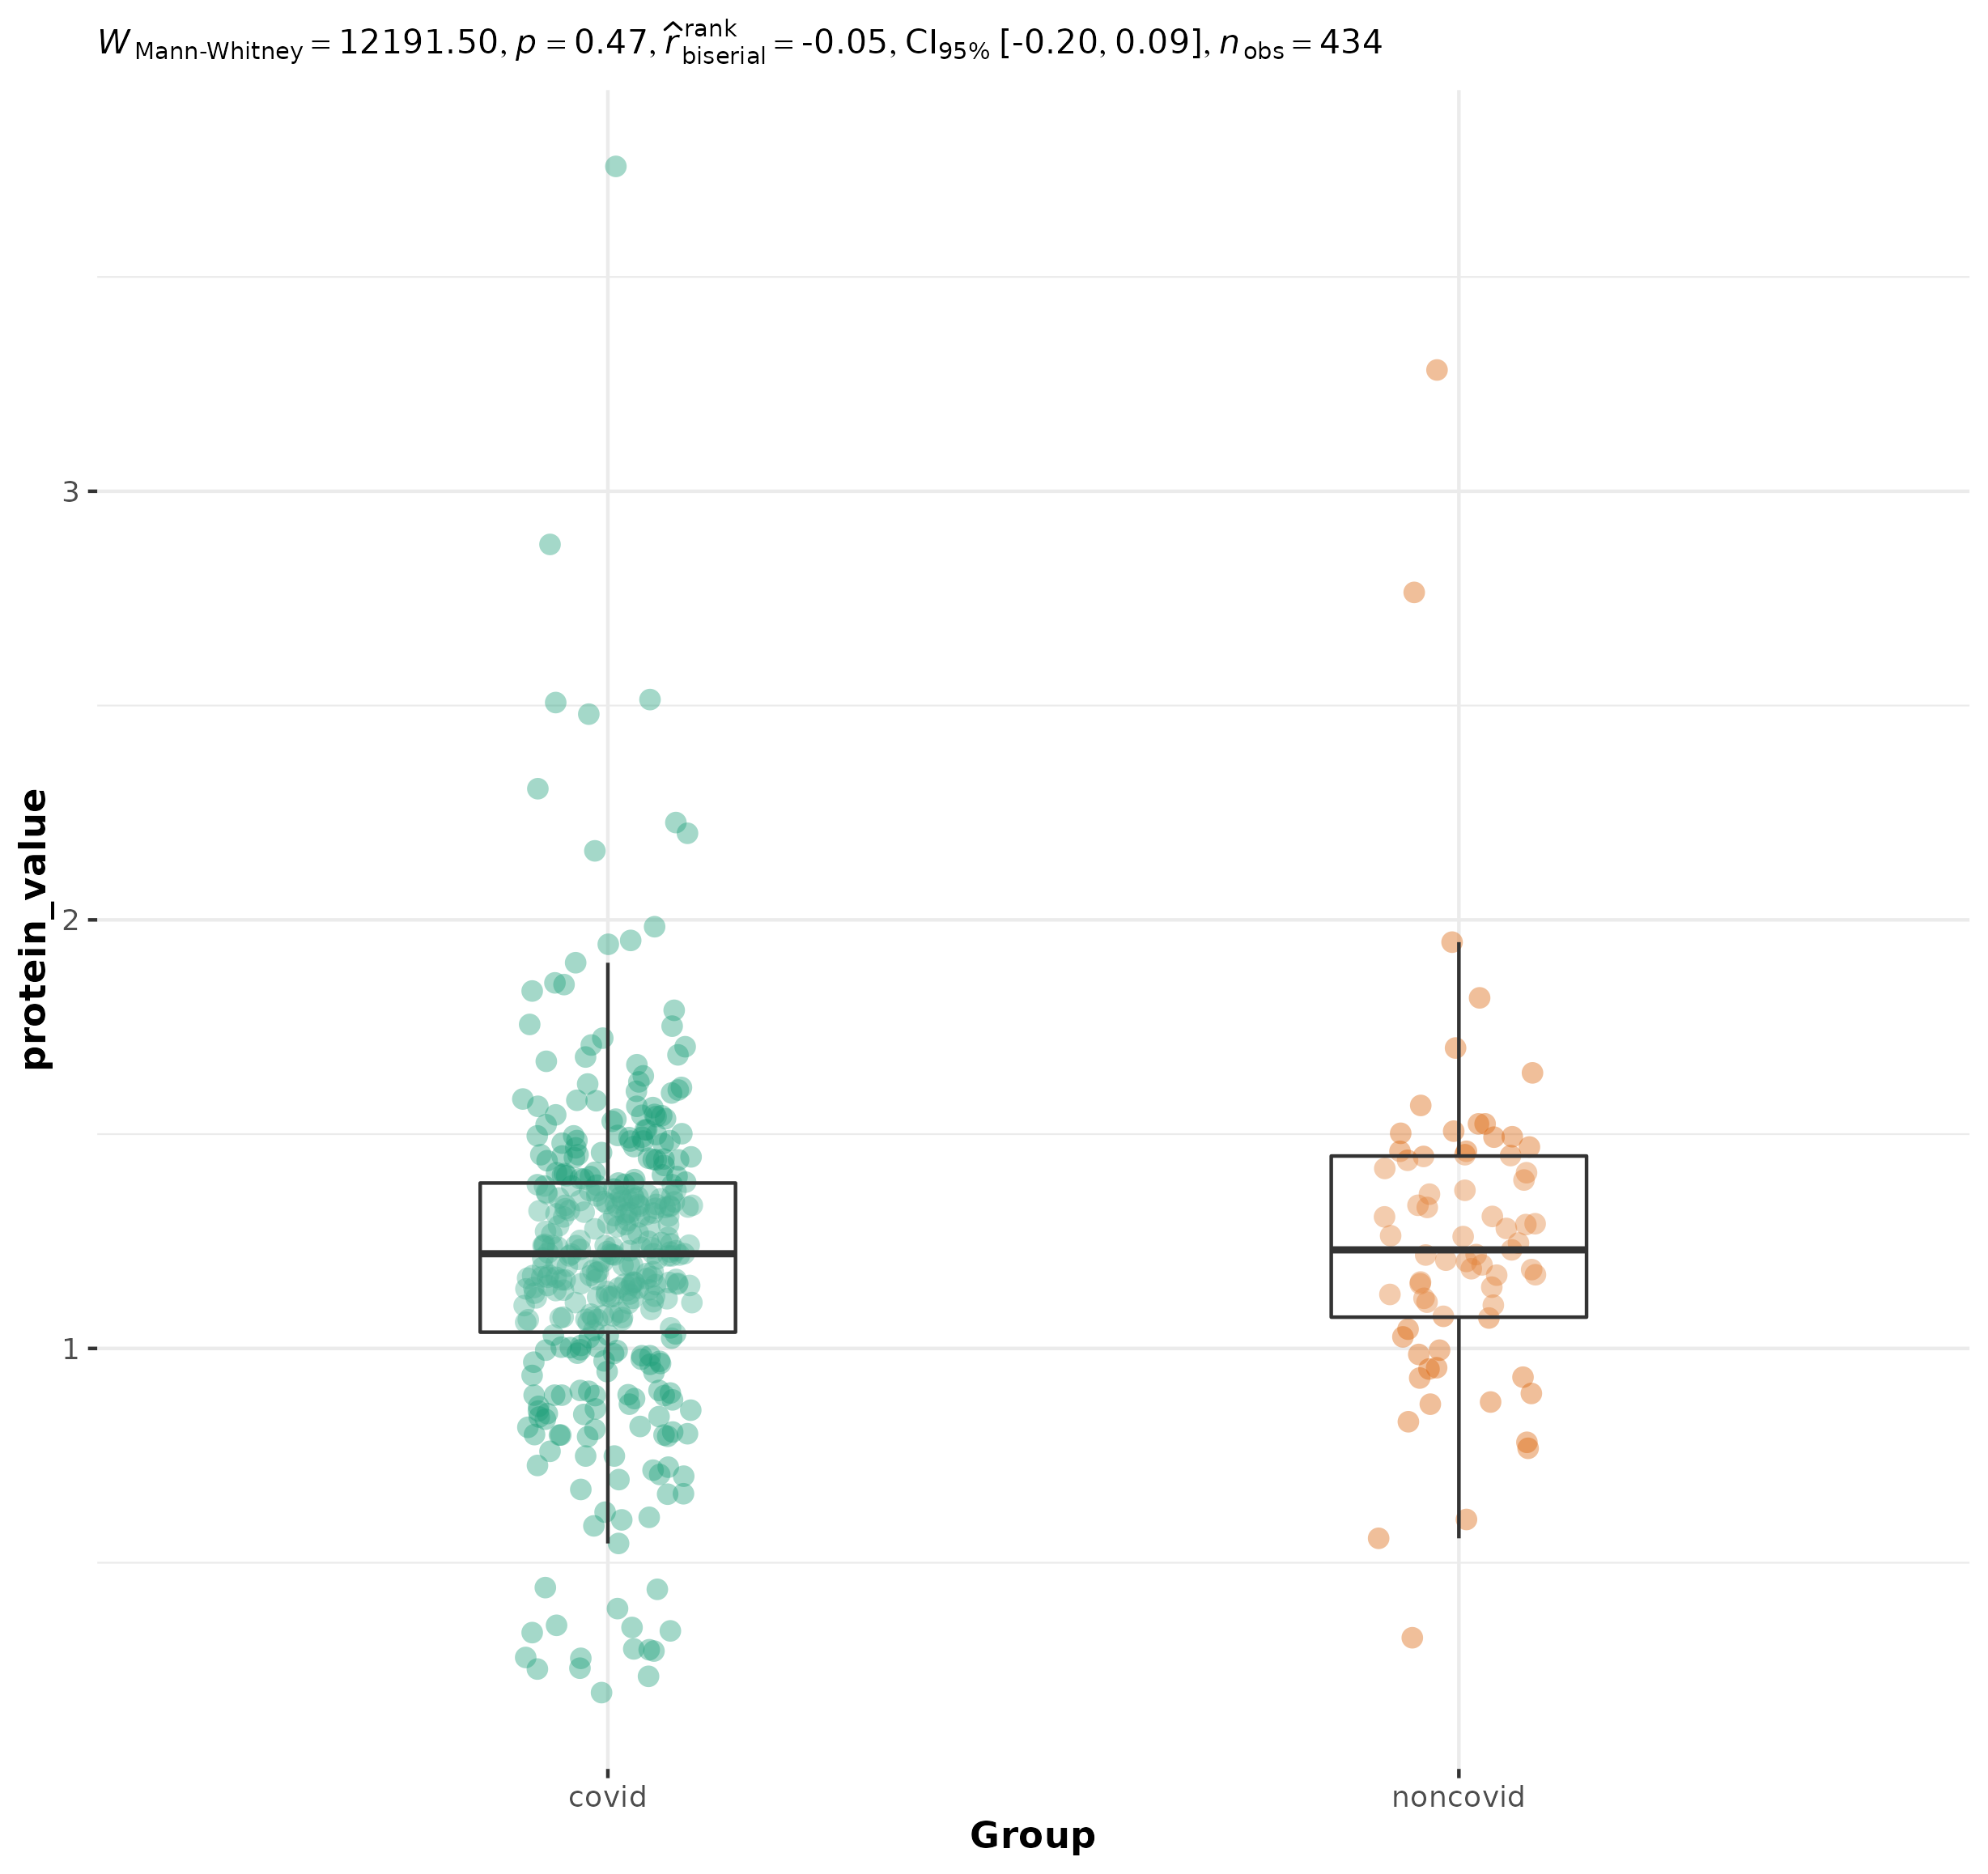 W Mann-Whitney = 12191.50, p = 0.47, r̂ rank biserial = -0.05, CI95% [-0.20, 0.09], n obs = 434
3
2
1
protein_value
covid noncovid
Group